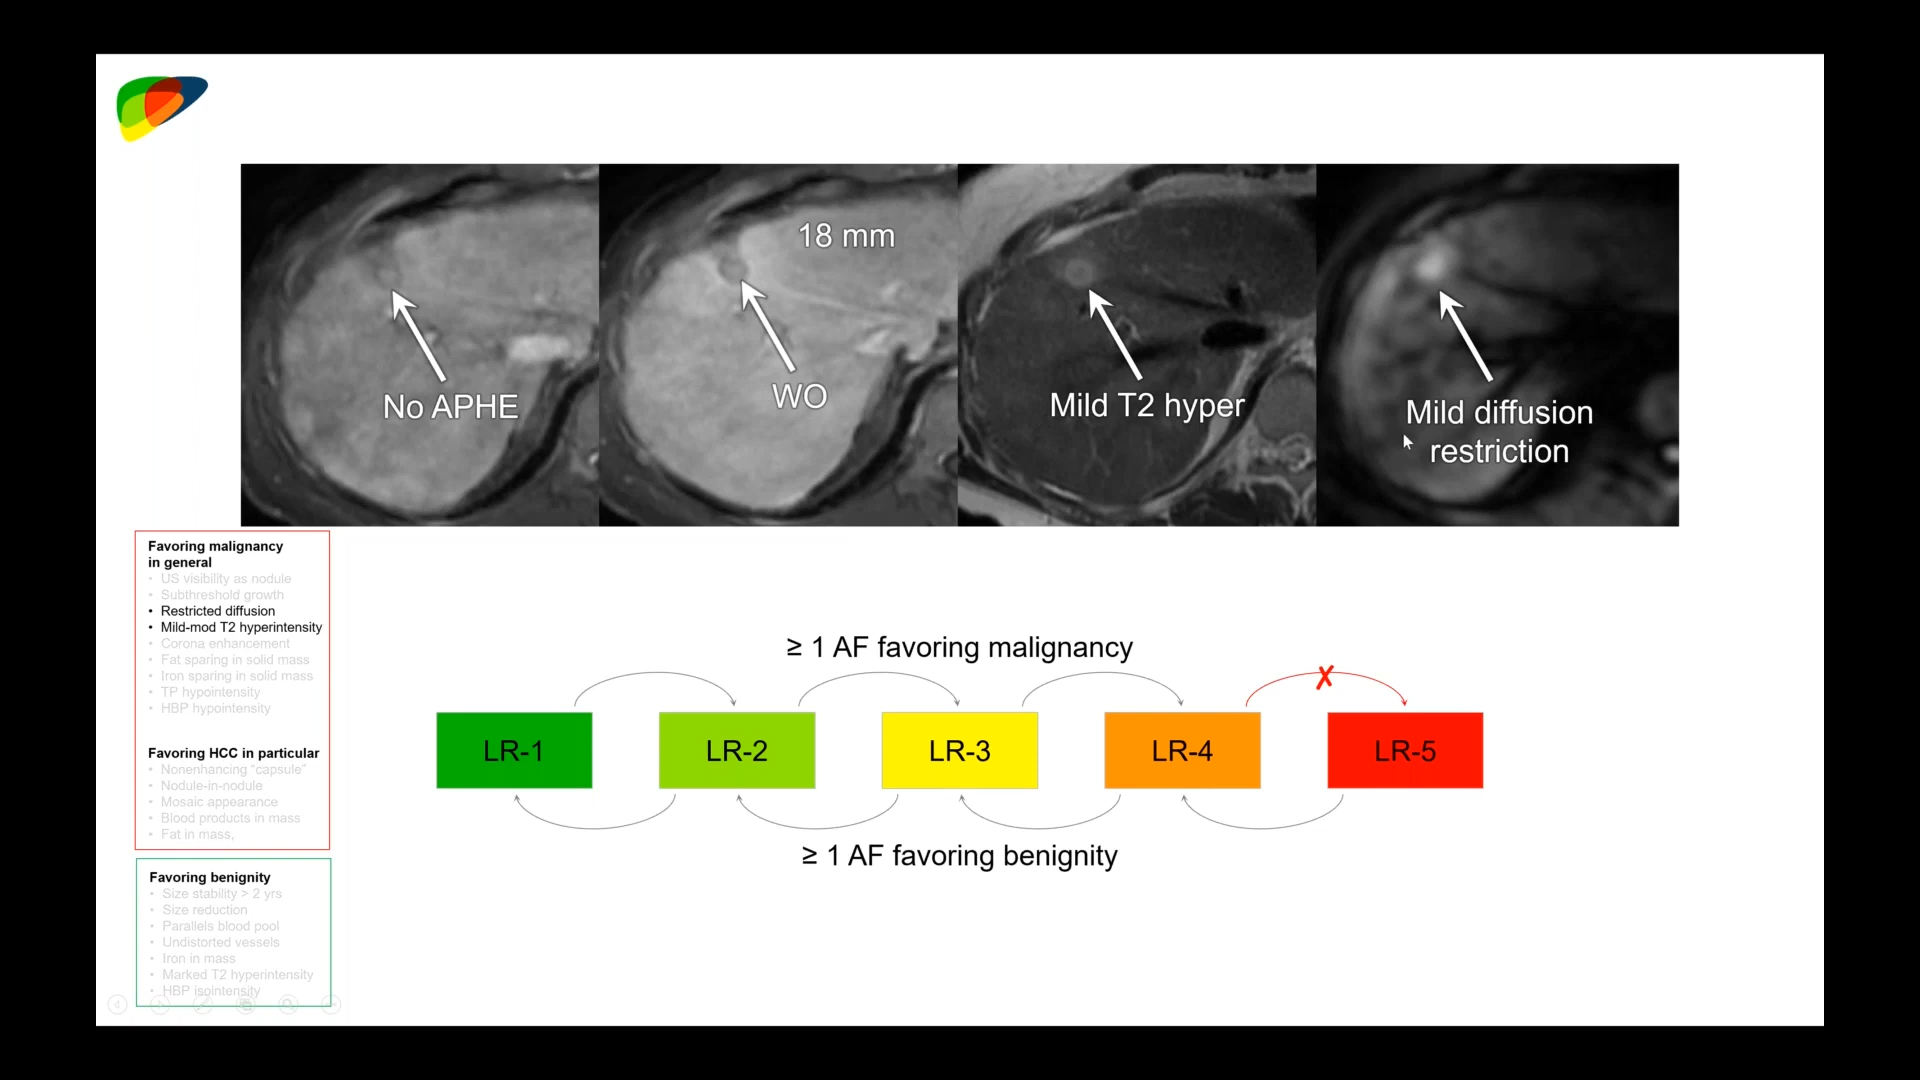 18 mm
No APHE
WO
Mild T2 hyper
Mild diffusion
restriction
Favoring malignancy
in general
• US visibility as nodule
• Subthreshold growth
• Restricted diffusion
• Mild-mod T2 hyperintensity
• Corona enhancement
• Fat sparing in solid mass
• Iron sparing in solid mass
• TP hypointensity
• HBP hypointensity
Favoring HCC in particular
• Nonenhancing "capsule"
• Nodule-in-nodule
• Mosaic appearance
• Blood products in mass
• Fat in mass,
Favoring benignity
• Size stability > 2 yrs
• Size reduction
• Parallels blood pool
• Undistorted vessels
• Iron in mass
• Marked T2 hyperintensity
• HBP isointensity
≥ 1 AF favoring malignancy
✗
LR-1
LR-2
LR-3
LR-4
LR-5
≥ 1 AF favoring benignity